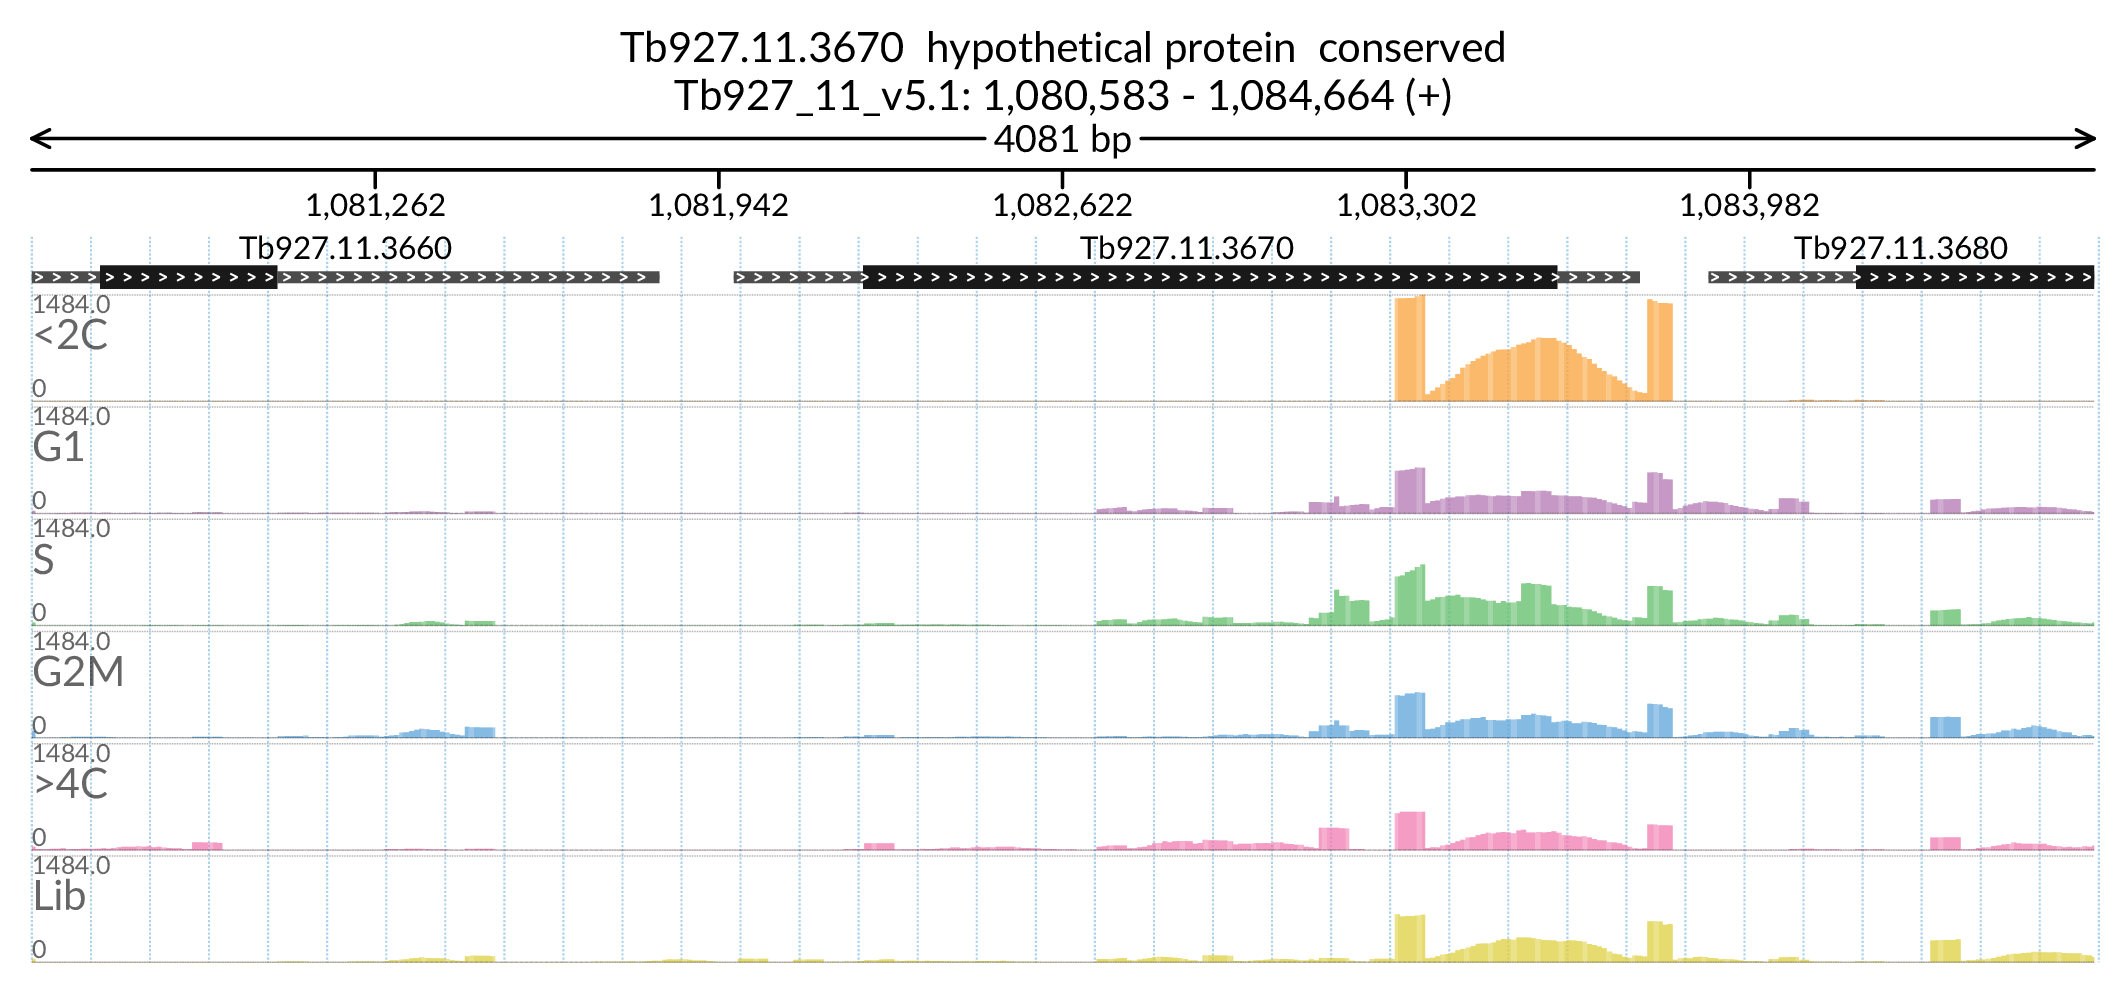 Tb927.11.3670  hypothetical protein  conserved
Tb927_11_v5.1: 1,080,583 - 1,084,664 (+)
4081 bp
1,081,262 1,081,942 1,082,622 1,083,302 1,083,982
Tb927.11.3660 Tb927.11.3670 Tb927.11.3680
1484.0
<2C
0
1484.0
G1
0
1484.0
S
0
1484.0
G2M
0
1484.0
>4C
0
1484.0
Lib
0